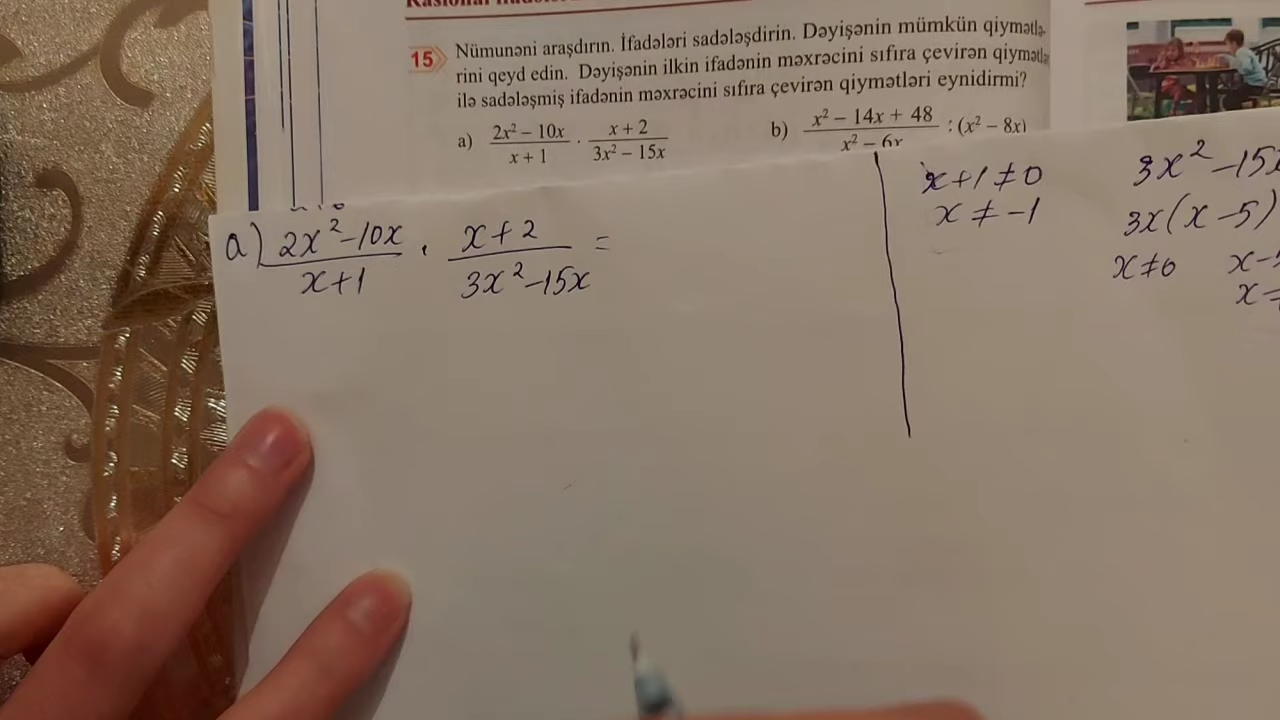 15 Nümunəni araşdırın. İfadələri sadələşdirin. Dəyişənin mümkün qiymətlə-
rini qeyd edin. Dəyişənin ilkin ifadənin məxrəcini sıfıra çevirən qiymətlə
ilə sadələşmiş ifadənin məxrəcini sıfıra çevirən qiymətləri eynidirmi?
a) (2x² – 10x)/(x + 1) · (x + 2)/(3x² – 15x) b) (x² – 14x + 48)/(x² – 6x) : (x² – 8x)
a) (2x²-10x)/(x+1) · (x+2)/(3x²-15x) =
x+1≠0
x ≠ -1
3x² -15x
3x(x-5)
x≠0 x-5
x≠